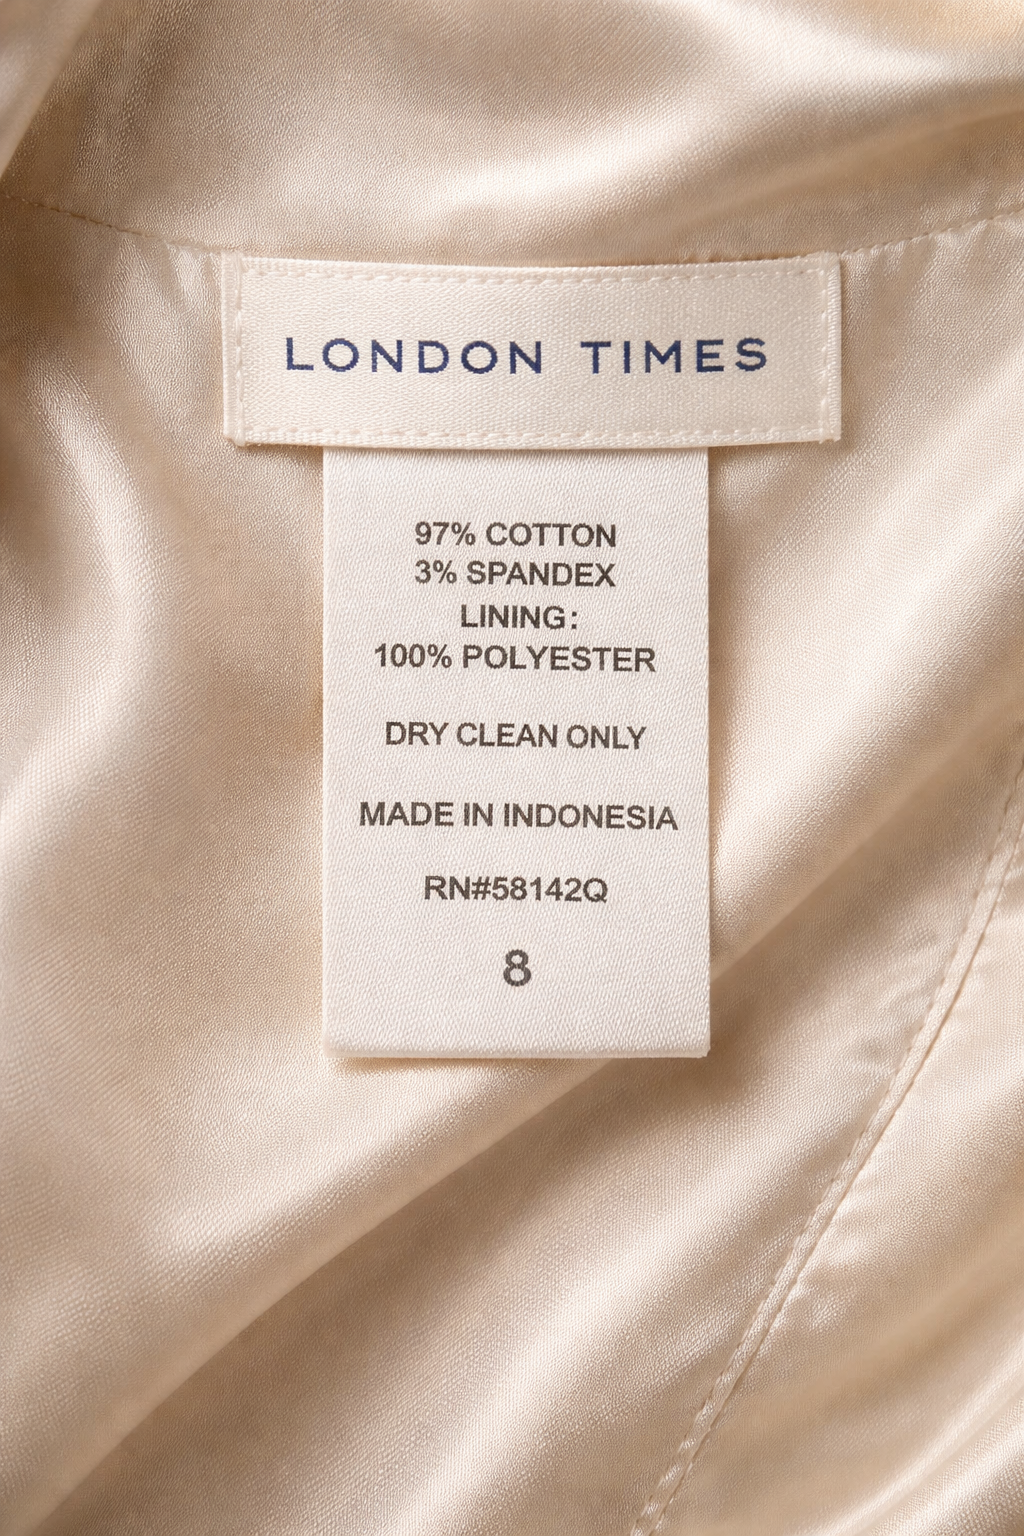 LONDON TIMES
97% COTTON
3% SPANDEX
LINING:
100% POLYESTER
DRY CLEAN ONLY
MADE IN INDONESIA
RN#58142Q
8